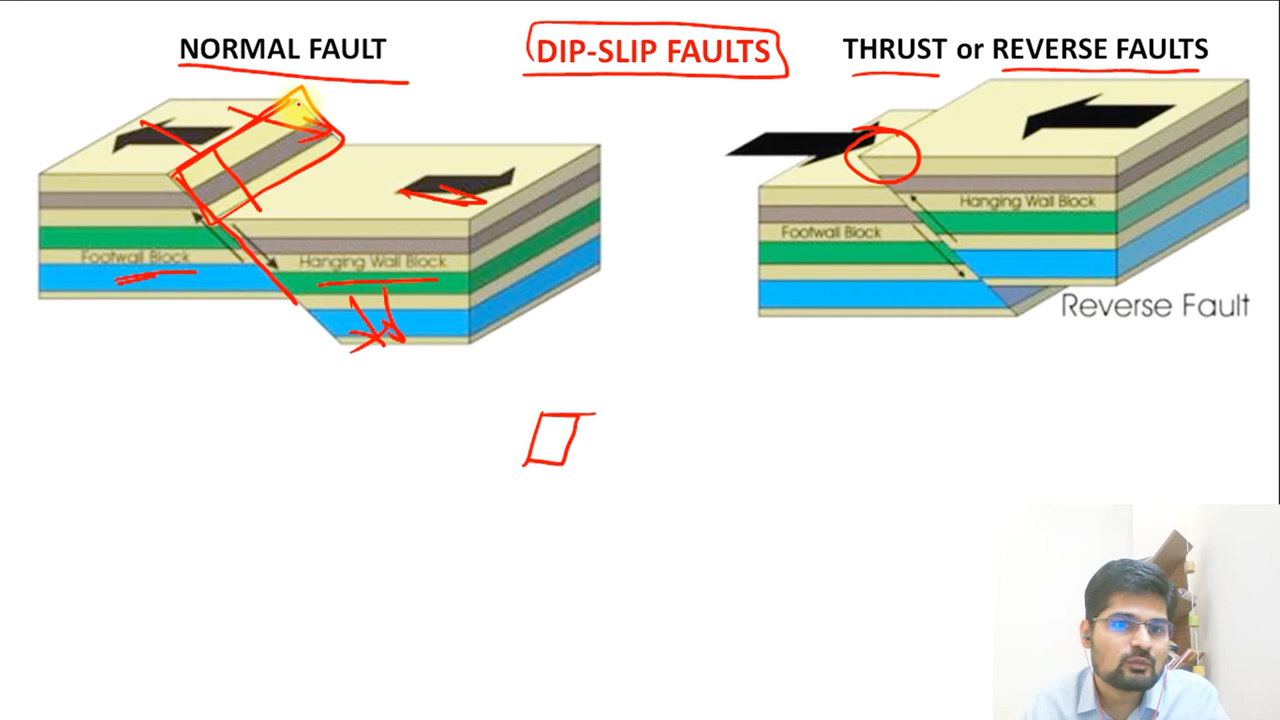 NORMAL FAULT
DIP-SLIP FAULTS
THRUST or REVERSE FAULTS
Footwall Block
Hanging Wall Block
Hanging Wall Block
Footwall Block
Reverse Fault